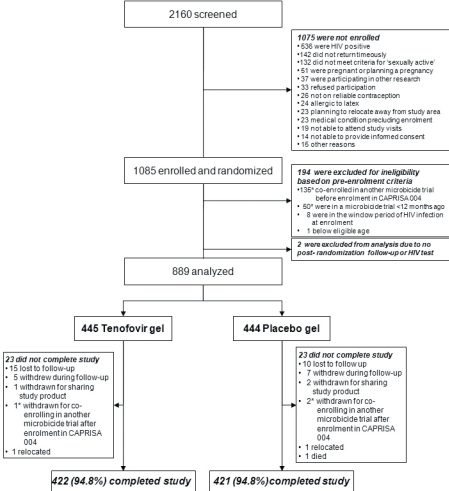 2160 screened
1075 were not enrolled
• 536 were HIV positive
• 142 did not return timeously
• 132 did not meet criteria for 'sexually active'
• 51 were pregnant or planning a pregnancy
• 37 were participating in other research
• 33 refused participation
• 26 not on reliable contraception
• 24 allergic to latex
• 23 planning to relocate away from study area
• 23 medical condition precluding enrolment
• 19 not able to attend study visits
• 14 not able to provide informed consent
• 15 other reasons
1085 enrolled and randomized
194 were excluded for ineligibility
based on pre-enrolment criteria
• 135* co-enrolled in another microbicide trial
before enrolment in CAPRISA 004
• 50* were in a microbicide trial <12 months ago
• 8 were in the window period of HIV infection
at enrolment
• 1 below eligible age
2 were excluded from analysis due to no
post- randomization follow-up or HIV test
889 analyzed
445 Tenofovir gel
444 Placebo gel
23 did not complete study
• 15 lost to follow-up
• 5 withdrew during follow-up
• 1 withdrawn for sharing
study product
• 1* withdrawn for co-
enrolling in another
microbicide trial after
enrolment in CAPRISA
004
• 1 relocated
23 did not complete study
• 10 lost to follow up
• 7 withdrew during follow-up
• 2 withdrawn for sharing
study product
• 2* withdrawn for co-
enrolling in another
microbicide trial after
enrolment in CAPRISA
004
• 1 relocated
• 1 died
422 (94.8%) completed study
421 (94.8%) completed study